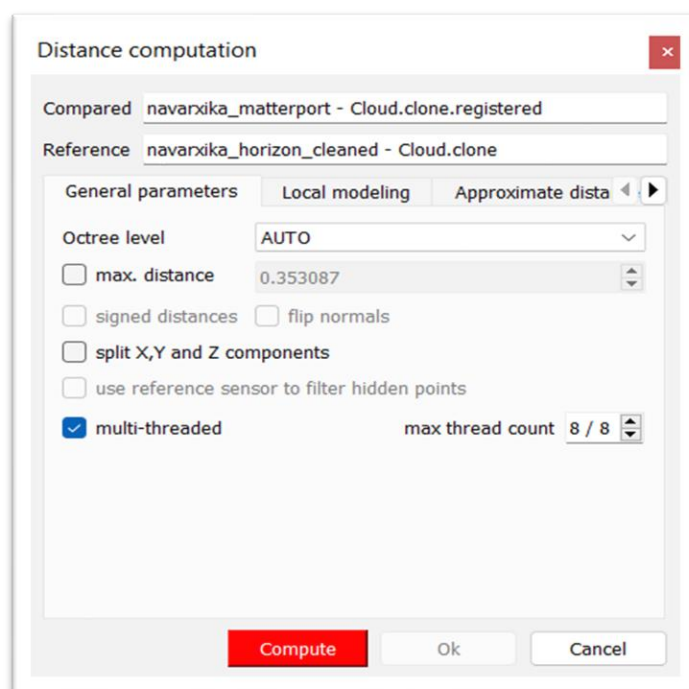 Distance computation
Compared navarxika_matterport - Cloud.clone.registered
Reference navarxika_horizon_cleaned - Cloud.clone
General parameters Local modeling Approximate dista
Octree level AUTO
max. distance 0.353087
signed distances flip normals
split X,Y and Z components
use reference sensor to filter hidden points
multi-threaded max thread count 8 / 8
Compute Ok Cancel